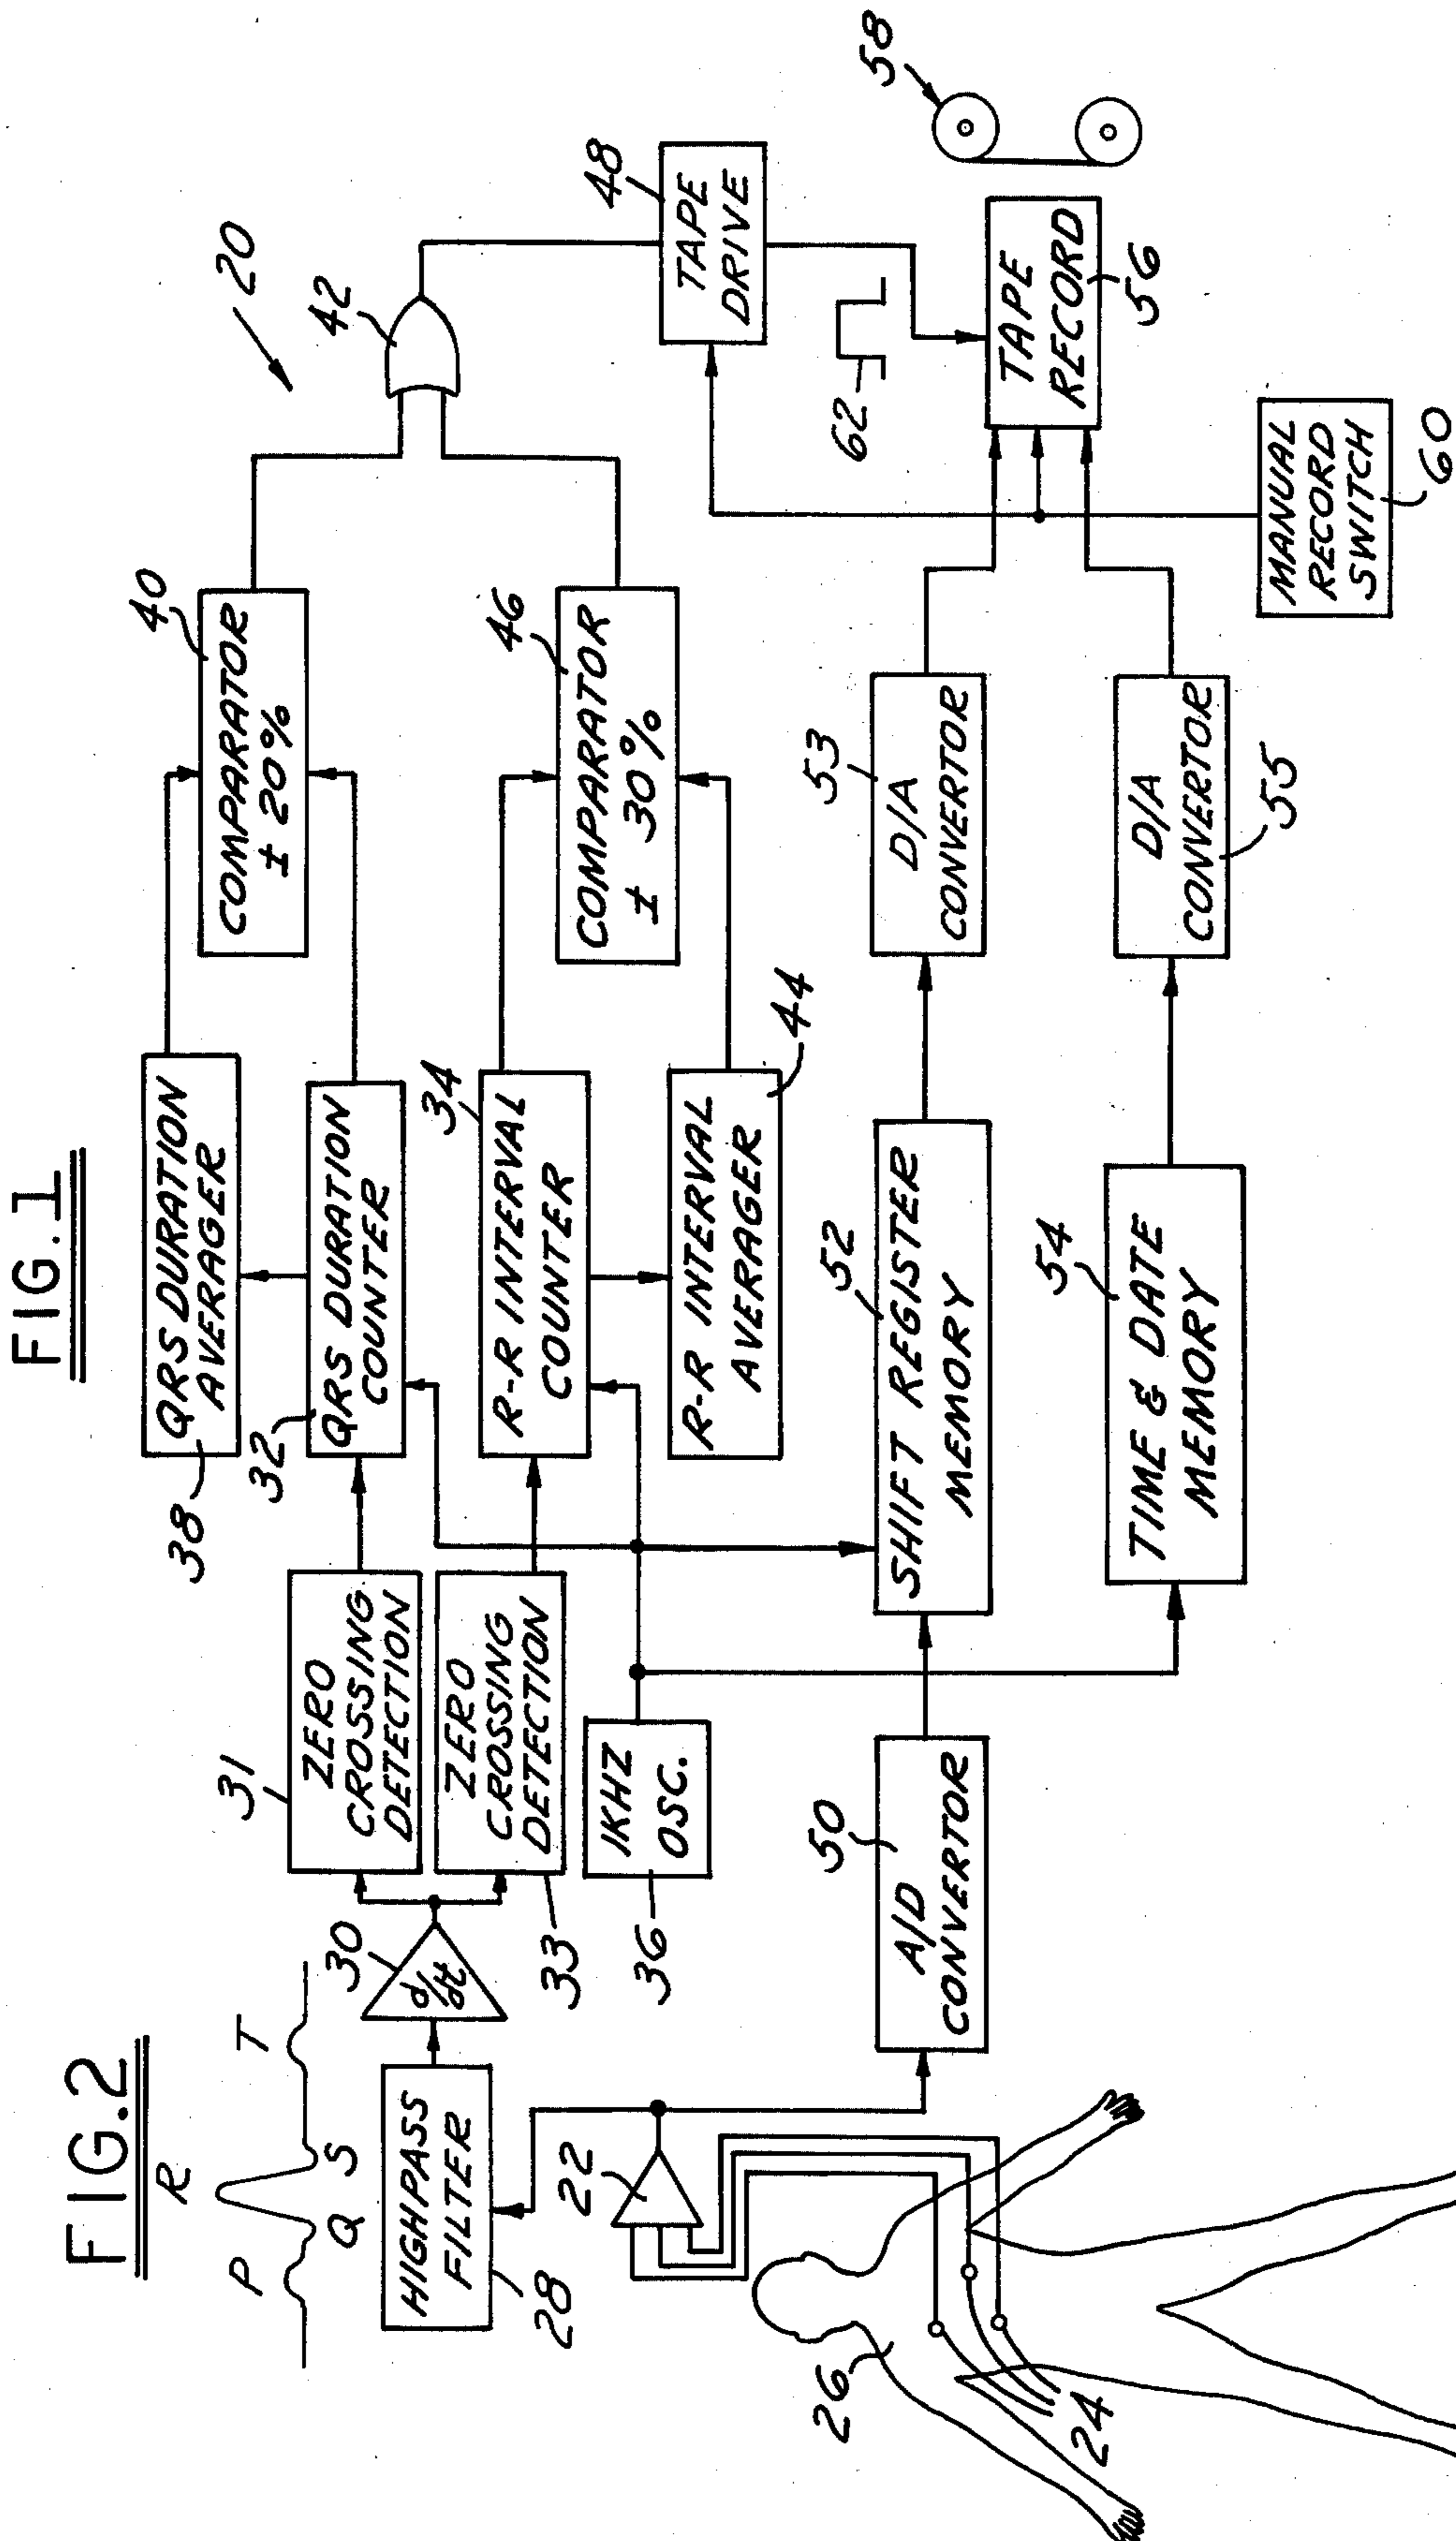 FIG.1
20
QRS DURATION
AVERAGER
38
QRS DURATION
COUNTER
32
COMPARATOR
± 20%
40
42
R-R INTERVAL
COUNTER
34
R-R INTERVAL
AVERAGER
44
COMPARATOR
± 30%
46
TAPE
DRIVE
48
62
58
FIG.2
P
Q
R
S
T
HIGHPASS
FILTER
28
d/dt
30
31
ZERO
CROSSING
DETECTION
ZERO
CROSSING
DETECTION
33
1KHZ
OSC.
36
22
26
24
50
A/D
CONVERTOR
52
SHIFT REGISTER
MEMORY
53
D/A
CONVERTOR
54
TIME & DATE
MEMORY
D/A
CONVERTOR
55
TAPE
RECORD
56
MANUAL
RECORD
SWITCH
60